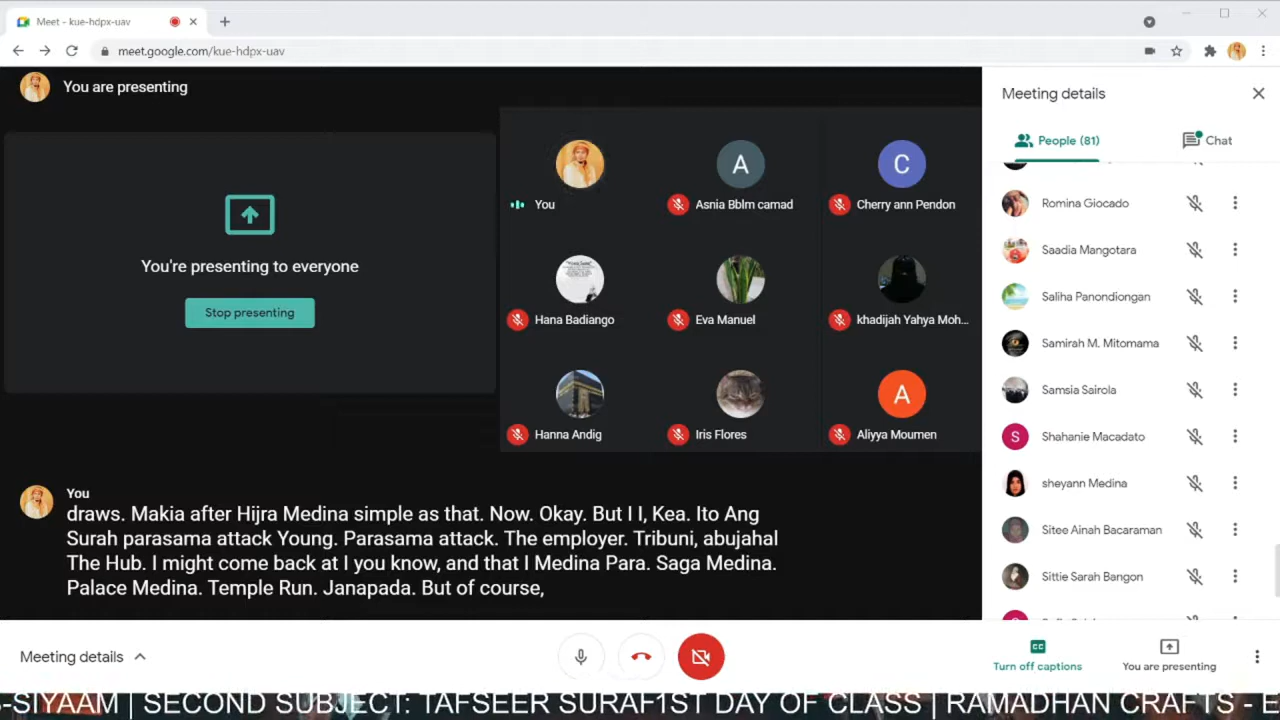 Meet - kue-hdpx-uav
meet.google.com/kue-hdpx-uav
You are presenting
You're presenting to everyone
Stop presenting
You
A
Asnia Bblm camad
C
Cherry ann Pendon
Hana Badiango
Eva Manuel
khadijah Yahya Moh...
Hanna Andig
Iris Flores
A
Aliyya Moumen
You
draws. Makia after Hijra Medina simple as that. Now. Okay. But I I, Kea. Ito Ang
Surah parasama attack Young. Parasama attack. The employer. Tribuni, abujahal
The Hub. I might come back at I you know, and that I Medina Para. Saga Medina.
Palace Medina. Temple Run. Janapada. But of course,
Meeting details
People (81)
Chat
Romina Giocado
Saadia Mangotara
Saliha Panondiongan
Samirah M. Mitomama
Samsia Sairola
S
Shahanie Macadato
sheyann Medina
Sitee Ainah Bacaraman
Sittie Sarah Bangon
Meeting details
CC
Turn off captions
You are presenting
-SIYAAM | SECOND SUBJECT: TAFSEER SURAF1ST DAY OF CLASS | RAMADHAN CRAFTS - E